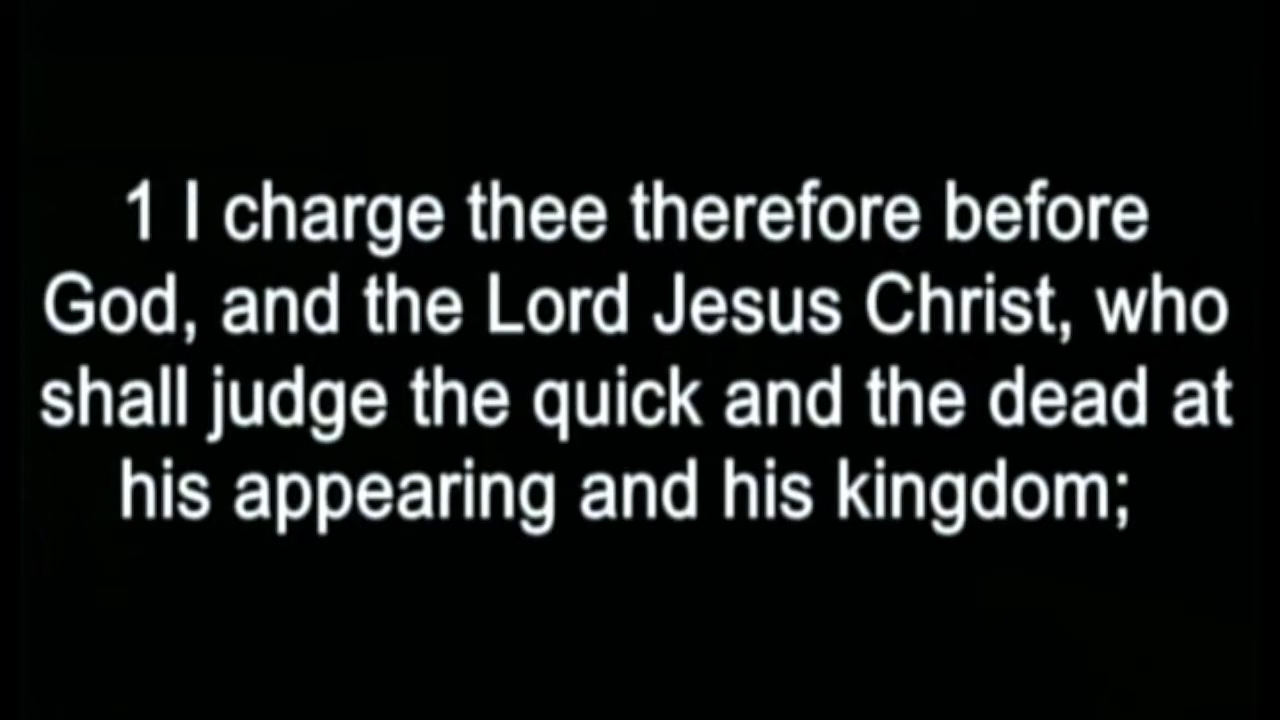 1 I charge thee therefore before
God, and the Lord Jesus Christ, who
shall judge the quick and the dead at
his appearing and his kingdom;